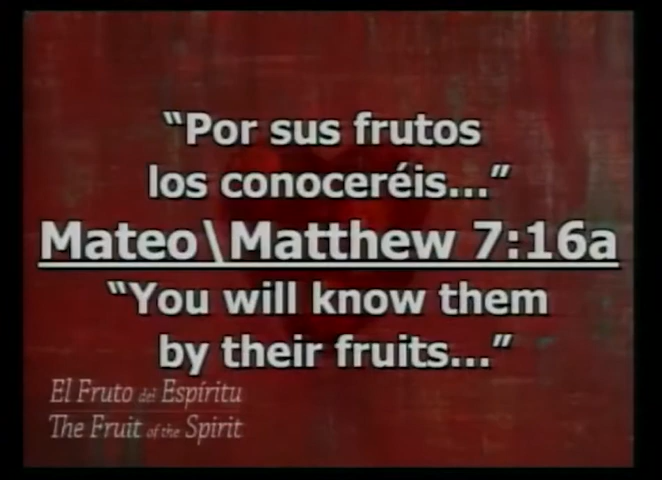 “Por sus frutos
los conoceréis...”
Mateo\Matthew 7:16a
“You will know them
by their fruits...”
El Fruto del Espíritu
The Fruit of the Spirit